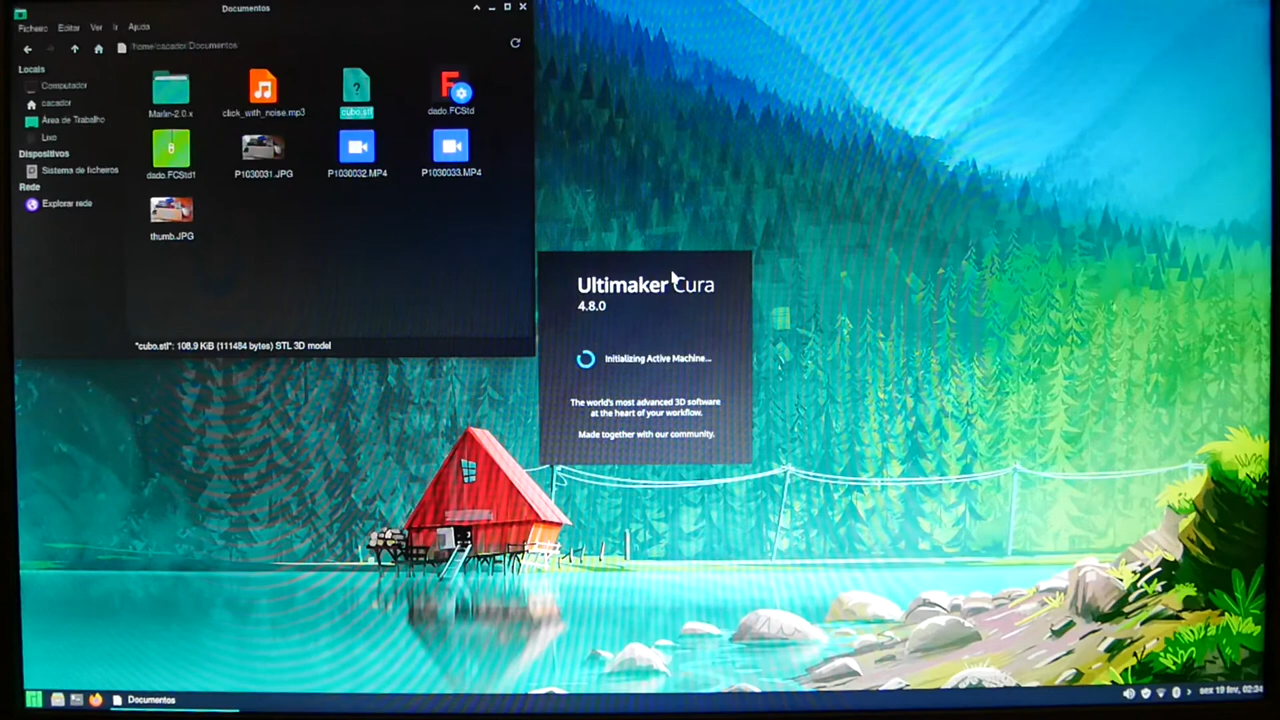 Documentos
Ficheiro Editar Ver Ir Ajuda
/home/cacador/Documentos
Locais
Computador
cacador
Área de Trabalho
Lixo
Dispositivos
Sistema de ficheiros
Rede
Explorar rede
Marlin-2.0.x click_with_noise.mp3 cubo.stl dado.FCStd
dado.FCStd1 P1030031.JPG P1030032.MP4 P1030033.MP4
thumb.JPG
"cubo.stl": 108,9 KiB (111484 bytes) STL 3D model
Ultimaker Cura
4.8.0
Initializing Active Machine...
The world's most advanced 3D software
at the heart of your workflow.
Made together with our community.
Documentos
sex 19 fev, 02:34